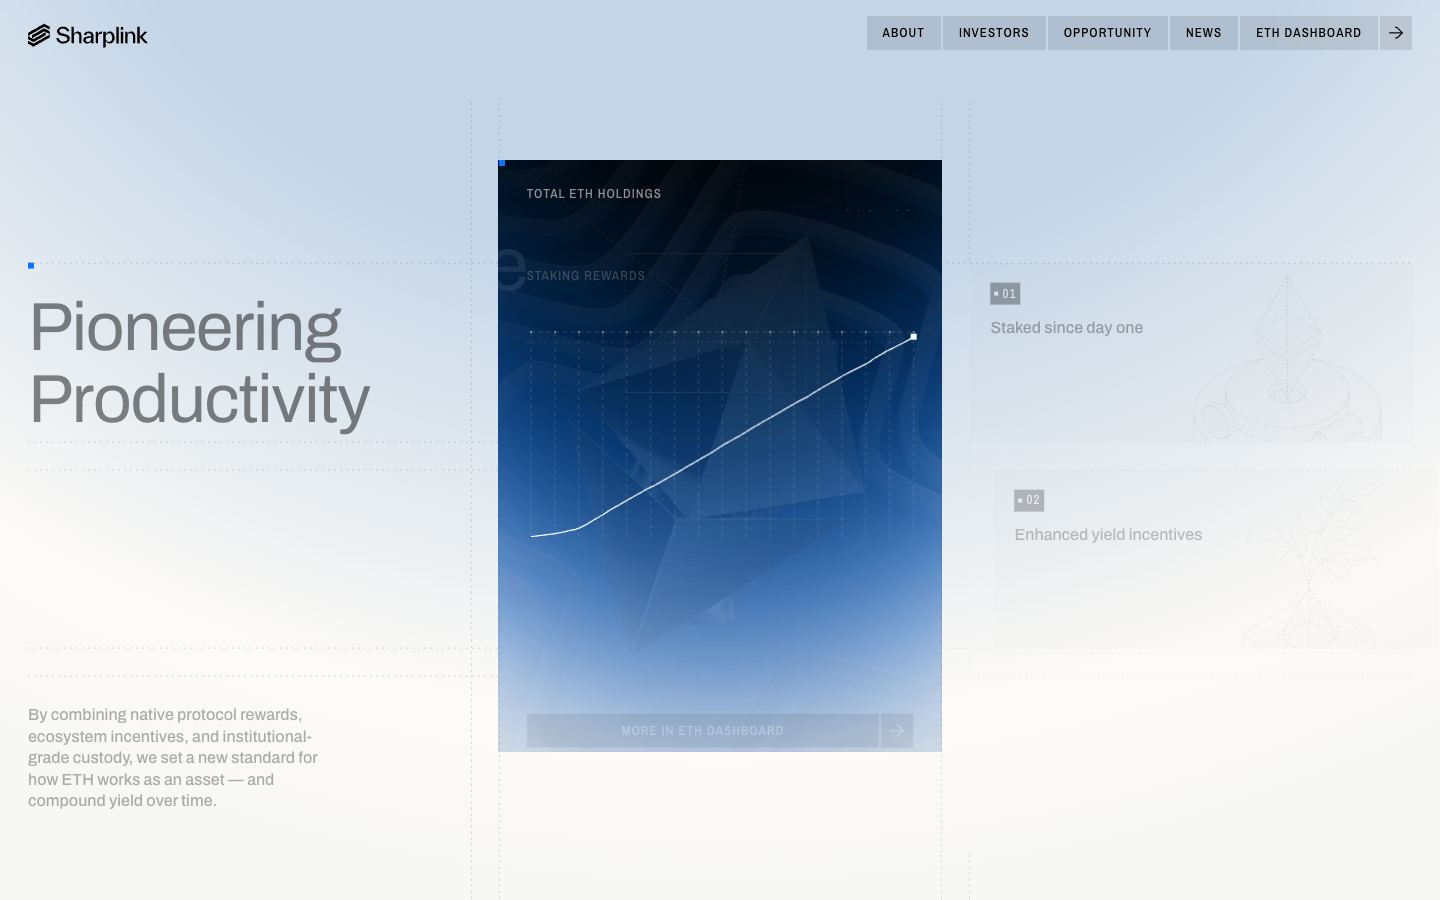 Sharplink
ABOUT
INVESTORS
OPPORTUNITY
NEWS
ETH DASHBOARD
Pioneering
Productivity
By combining native protocol rewards,
ecosystem incentives, and institutional-
grade custody, we set a new standard for
how ETH works as an asset — and
compound yield over time.
TOTAL ETH HOLDINGS
e
STAKING REWARDS
MORE IN ETH DASHBOARD
01
Staked since day one
02
Enhanced yield incentives